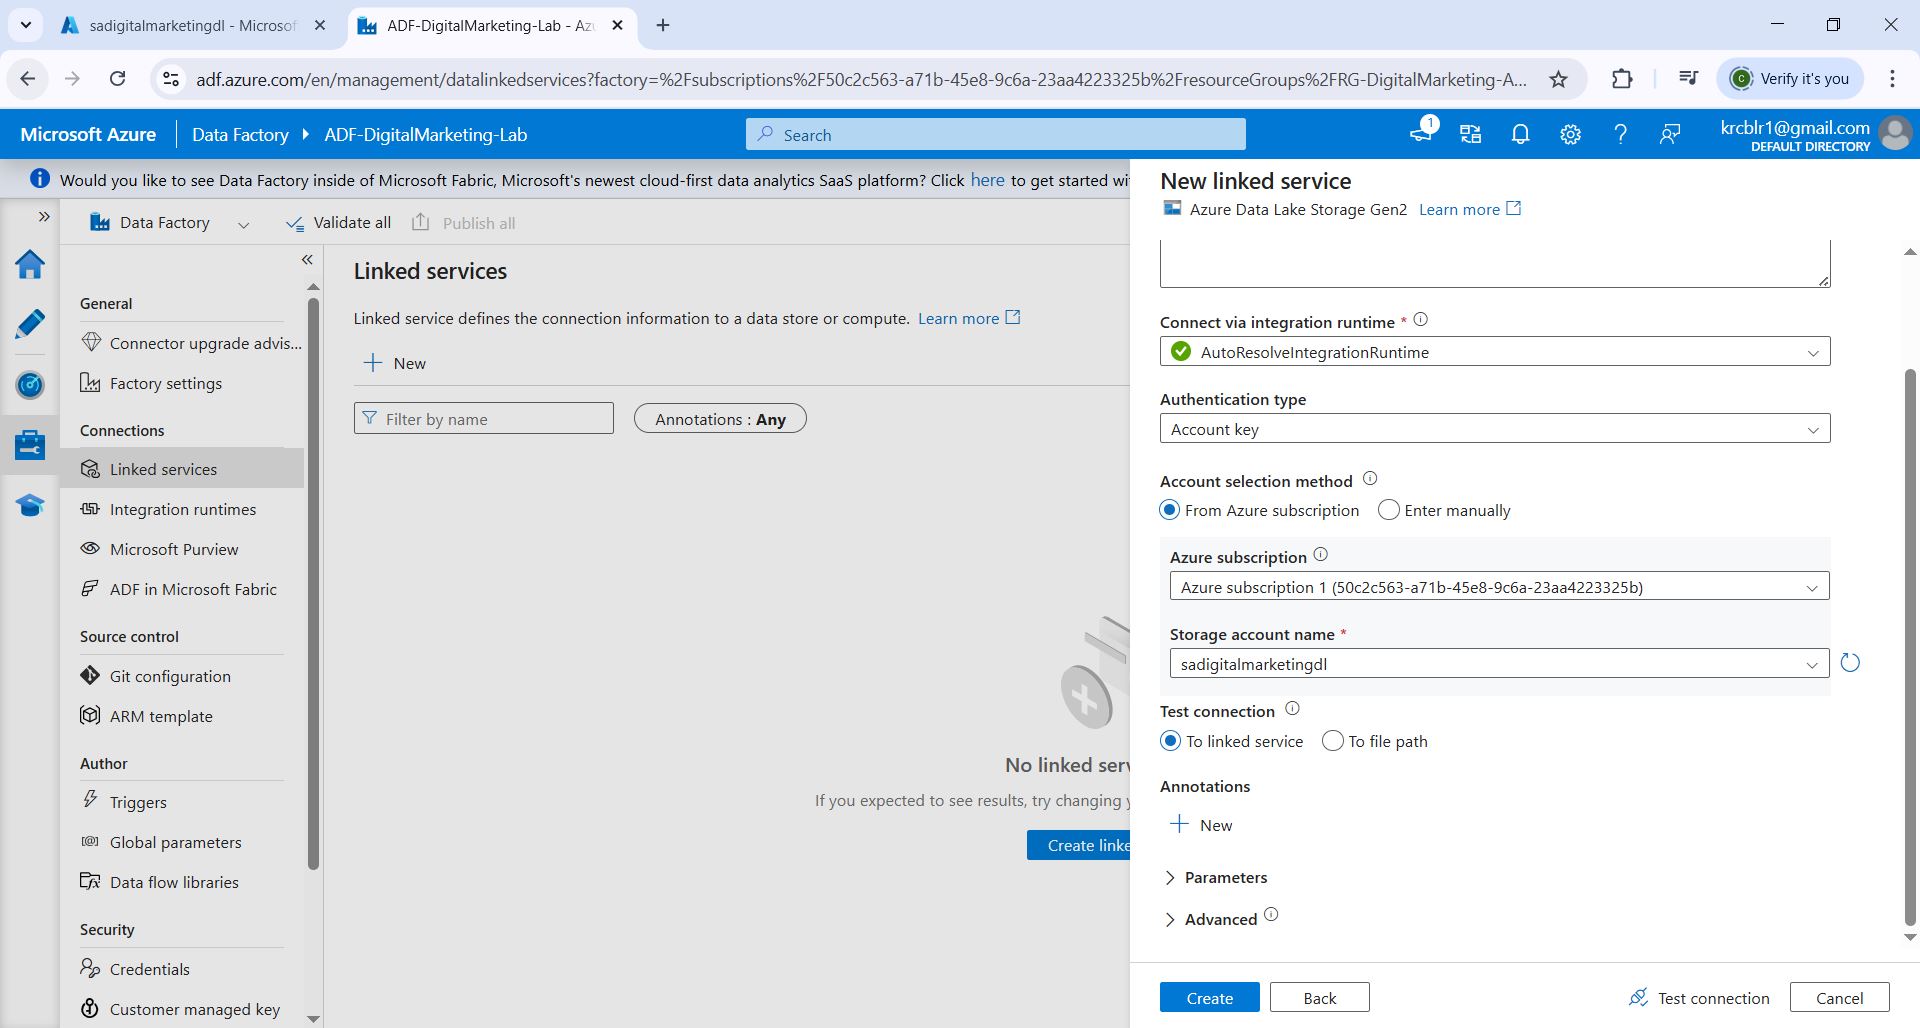 sadigitalmarketingdl - Microsof
ADF-DigitalMarketing-Lab - Az
adf.azure.com/en/management/datalinkedservices?factory=%2Fsubscriptions%2F50c2c563-a71b-45e8-9c6a-23aa4223325b%2FresourceGroups%2FRG-DigitalMarketing-A...
C Verify it's you
Microsoft Azure
Data Factory
ADF-DigitalMarketing-Lab
Search
1
krcblr1@gmail.com
DEFAULT DIRECTORY
Would you like to see Data Factory inside of Microsoft Fabric, Microsoft's newest cloud-first data analytics SaaS platform? Click here to get started wi
Data Factory
Validate all
Publish all
General
Connector upgrade advis...
Factory settings
Connections
Linked services
Integration runtimes
Microsoft Purview
ADF in Microsoft Fabric
Source control
Git configuration
ARM template
Author
Triggers
Global parameters
Data flow libraries
Security
Credentials
Customer managed key
Linked services
Linked service defines the connection information to a data store or compute. Learn more
New
Filter by name
Annotations : Any
No linked serv
If you expected to see results, try changing y
Create linke
New linked service
Azure Data Lake Storage Gen2 Learn more
Connect via integration runtime *
AutoResolveIntegrationRuntime
Authentication type
Account key
Account selection method
From Azure subscription Enter manually
Azure subscription
Azure subscription 1 (50c2c563-a71b-45e8-9c6a-23aa4223325b)
Storage account name *
sadigitalmarketingdl
Test connection
To linked service To file path
Annotations
New
Parameters
Advanced
Create Back Test connection Cancel